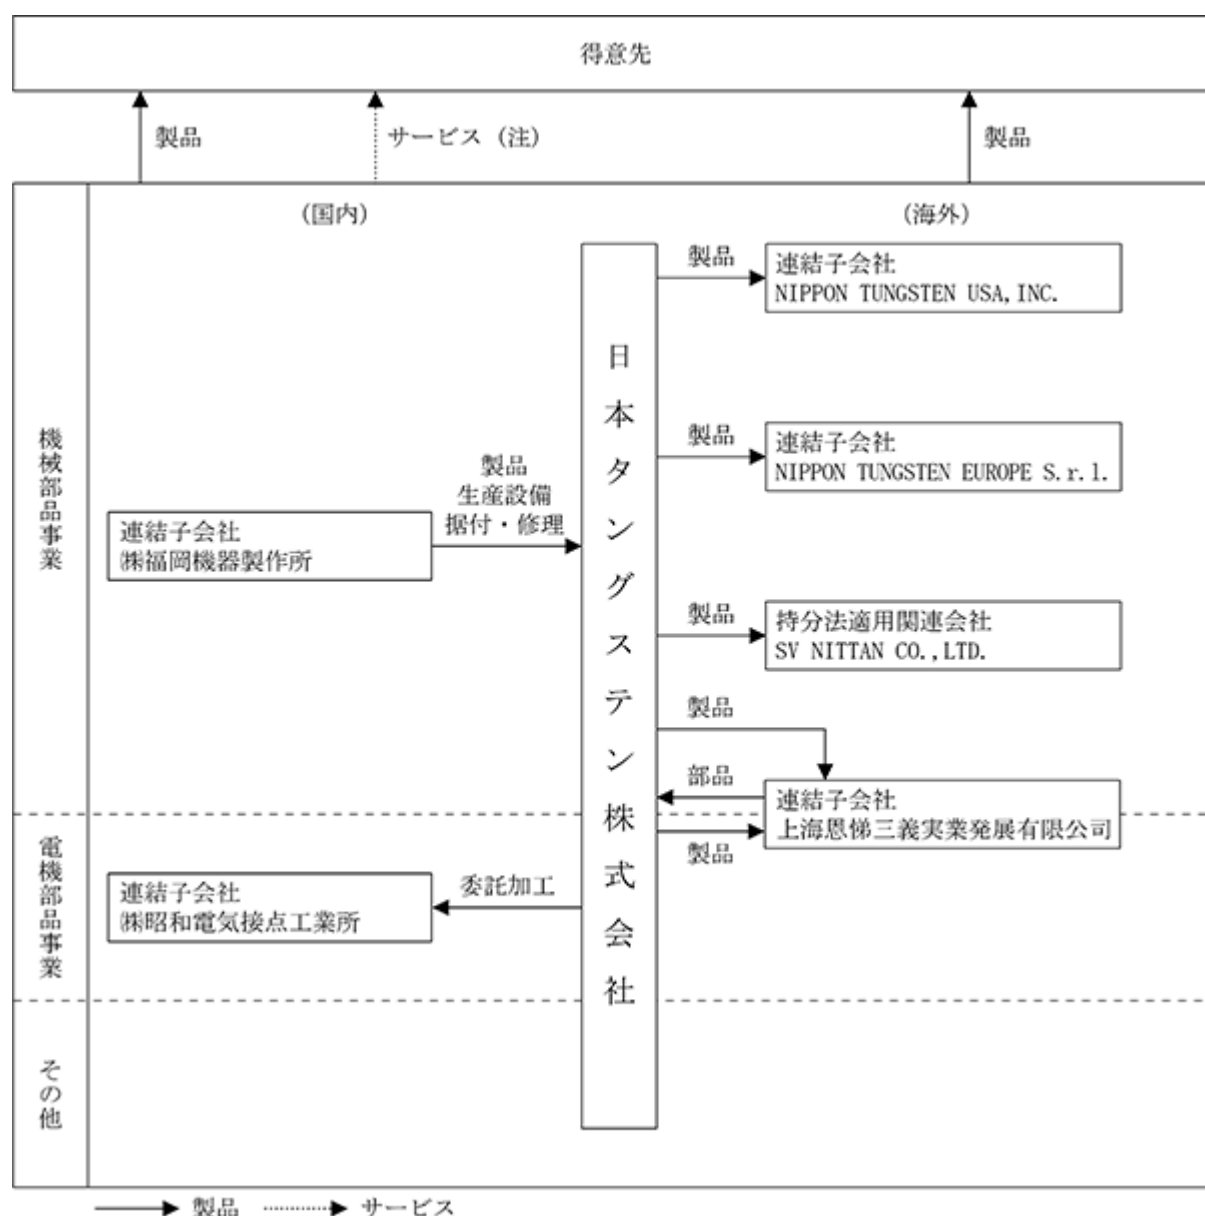 得意先
製品
サービス（注）
製品
（国内）
（海外）
機械部品事業
製品
連結子会社
NIPPON TUNGSTEN USA,INC.
日本タングステン株式会社
製品
連結子会社
NIPPON TUNGSTEN EUROPE S.r.l.
製品
生産設備
据付・修理
連結子会社
㈱福岡機器製作所
製品
持分法適用関連会社
SV NITTAN CO.,LTD.
製品
部品
連結子会社
上海恩悌三義実業発展有限公司
製品
電機部品事業
連結子会社
㈱昭和電気接点工業所
委託加工
その他
製品
サービス